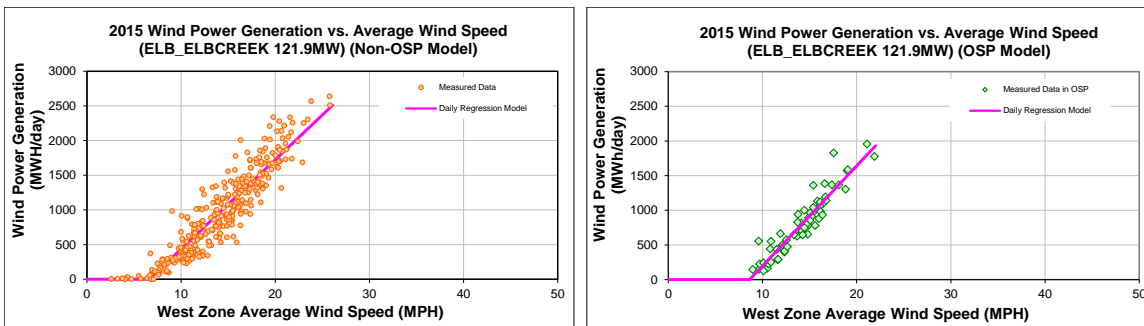 2015 Wind Power Generation vs. Average Wind Speed
(ELB_ELBCREEK 121.9MW) (Non-OSP Model)
Wind Power Generation
(MWH/day)
3000
2500
2000
1500
1000
500
0
Measured Data
Daily Regression Model
0 10 20 30 40 50
West Zone Average Wind Speed (MPH)
2015 Wind Power Generation vs. Average Wind Speed
(ELB_ELBCREEK 121.9MW) (OSP Model)
Wind Power Generation
(MWh/day)
3000
2500
2000
1500
1000
500
0
Measured Data in OSP
Daily Regression Model
0 10 20 30 40 50
West Zone Average Wind Speed (MPH)